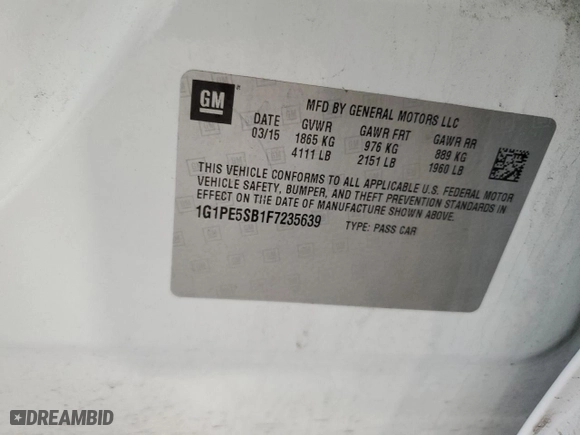 GM
MFD BY GENERAL MOTORS LLC
DATE GVWR GAWR FRT GAWR RR
03/15 1865 KG 976 KG 889 KG
4111 LB 2151 LB 1960 LB
THIS VEHICLE CONFORMS TO ALL APPLICABLE U.S. FEDERAL MOTOR
VEHICLE SAFETY, BUMPER, AND THEFT PREVENTION STANDARDS IN
EFFECT ON THE DATE OF MANUFACTURE SHOWN ABOVE.
1G1PE5SB1F7235639
TYPE: PASS CAR
DREAMBID